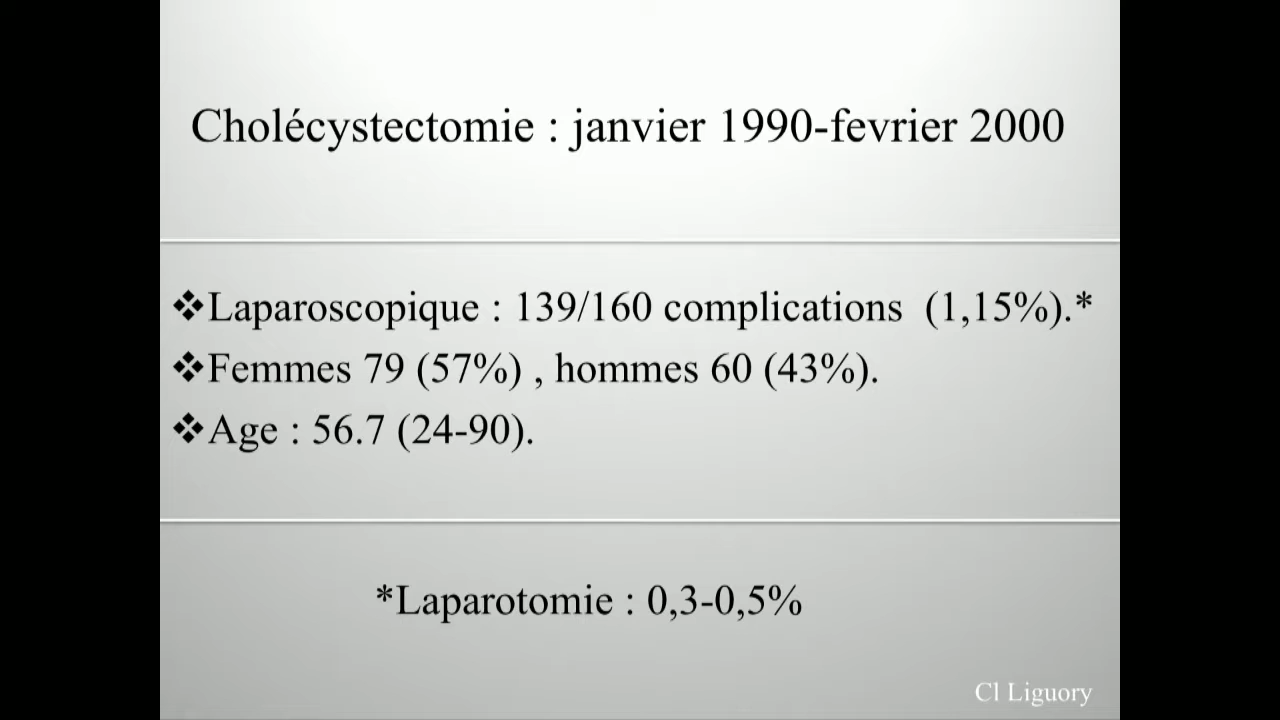 Cholécystectomie : janvier 1990-fevrier 2000
❖Laparoscopique : 139/160 complications (1,15%).*
❖Femmes 79 (57%) , hommes 60 (43%).
❖Age : 56.7 (24-90).
*Laparotomie : 0,3-0,5%
Cl Liguory